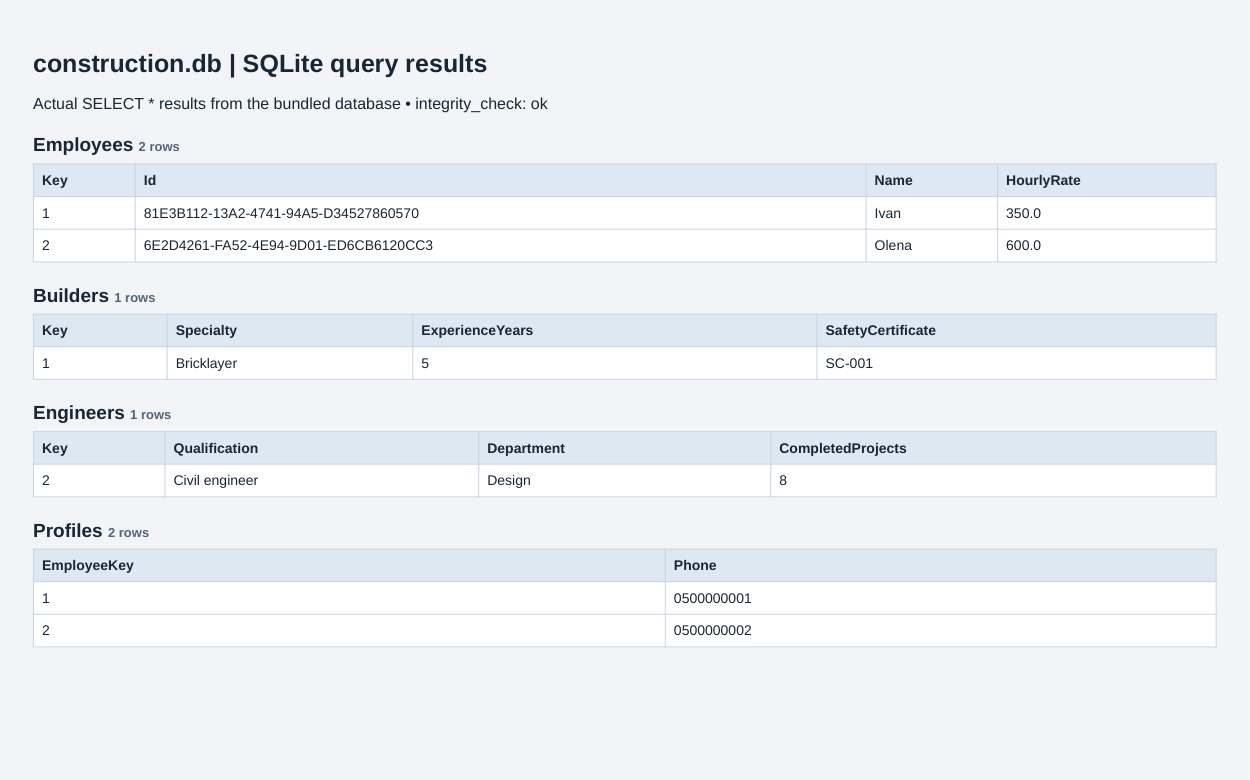 construction.db | SQLite query results
Actual SELECT * results from the bundled database • integrity_check: ok
Employees 2 rows
Key Id Name HourlyRate
1 81E3B112-13A2-4741-94A5-D34527860570 Ivan 350.0
2 6E2D4261-FA52-4E94-9D01-ED6CB6120CC3 Olena 600.0
Builders 1 rows
Key Specialty ExperienceYears SafetyCertificate
1 Bricklayer 5 SC-001
Engineers 1 rows
Key Qualification Department CompletedProjects
2 Civil engineer Design 8
Profiles 2 rows
EmployeeKey Phone
1 0500000001
2 0500000002